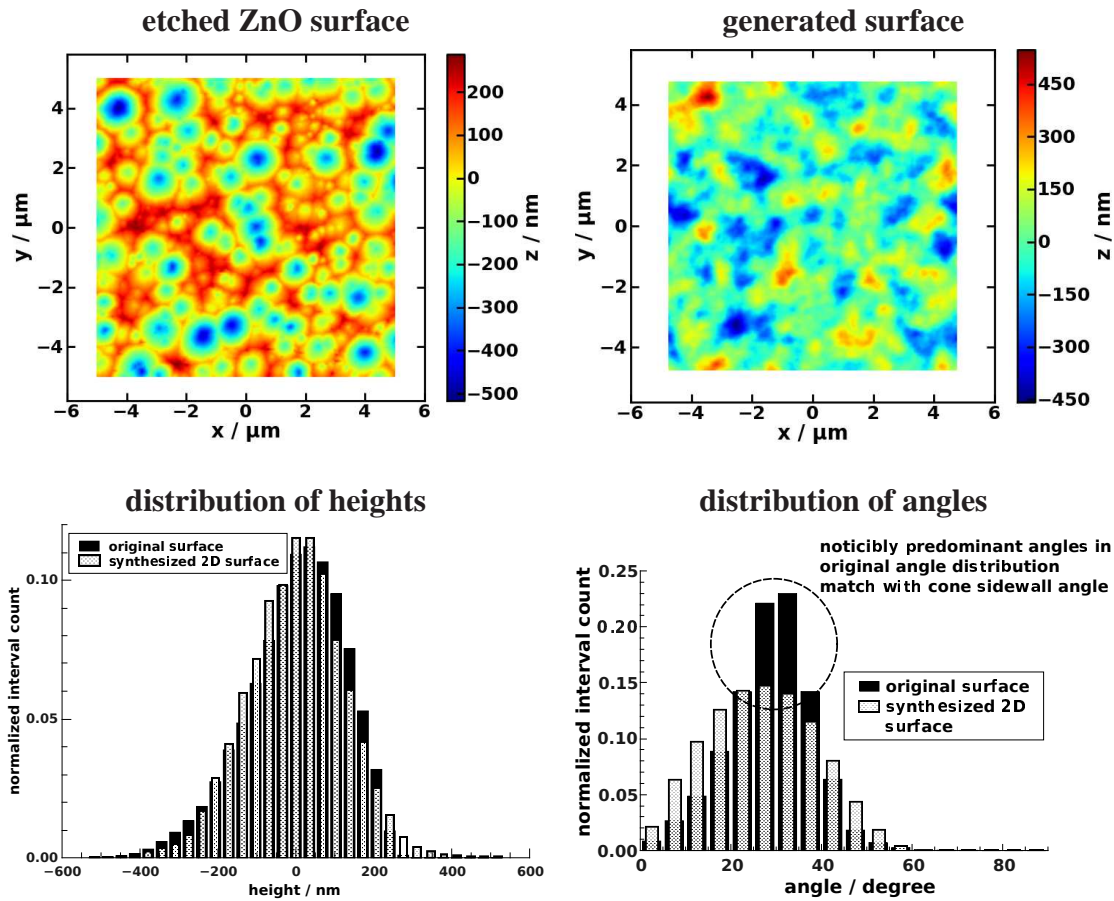 etched ZnO surface
generated surface
4
2
0
−2
−4
y / μm
−6
−4
−2
0
2
4
6
x / μm
200
100
0
−100
−200
−300
−400
−500
z / nm
4
2
0
−2
−4
y / μm
−6
−4
−2
0
2
4
6
x / μm
450
300
150
0
−150
−300
−450
z / nm
distribution of heights
original surface
synthesized 2D surface
0.10
0.05
0.00
normalized interval count
−600
−400
−200
0
200
400
600
height / nm
distribution of angles
noticibly predominant angles in
original angle distribution
match with cone sidewall angle
original surface
synthesized 2D
surface
0.25
0.20
0.15
0.10
0.05
0.00
normalized interval count
0
20
40
60
80
angle / degree